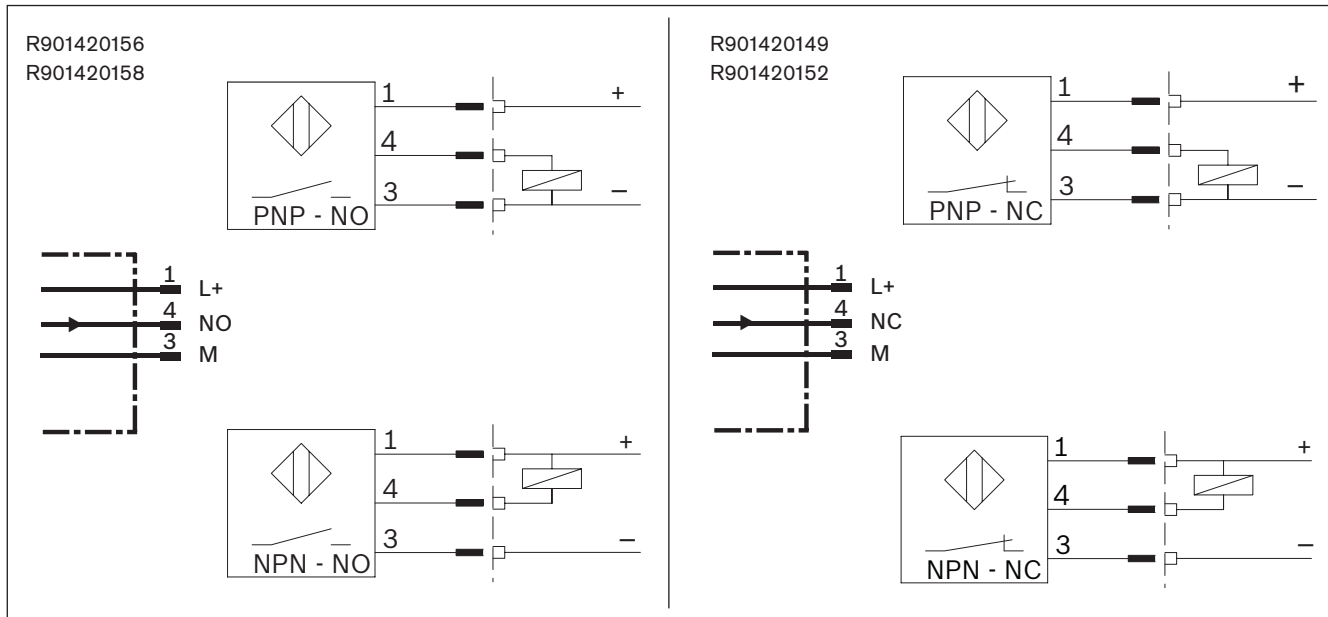 R901420156
R901420158
1
+
4
3
−
PNP - NO
1
L+
4
NO
3
M
1
+
4
3
−
NPN - NO
R901420149
R901420152
1
+
4
3
−
PNP - NC
1
L+
4
NC
3
M
1
+
4
3
−
NPN - NC